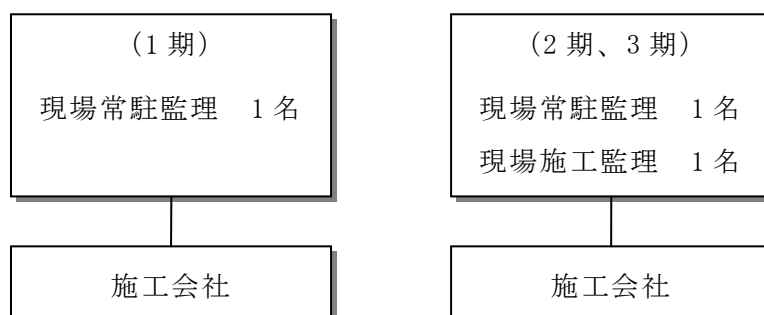 （1期）
現場常駐監理　1名
施工会社
（2期、3期）
現場常駐監理　1名
現場施工監理　1名
施工会社